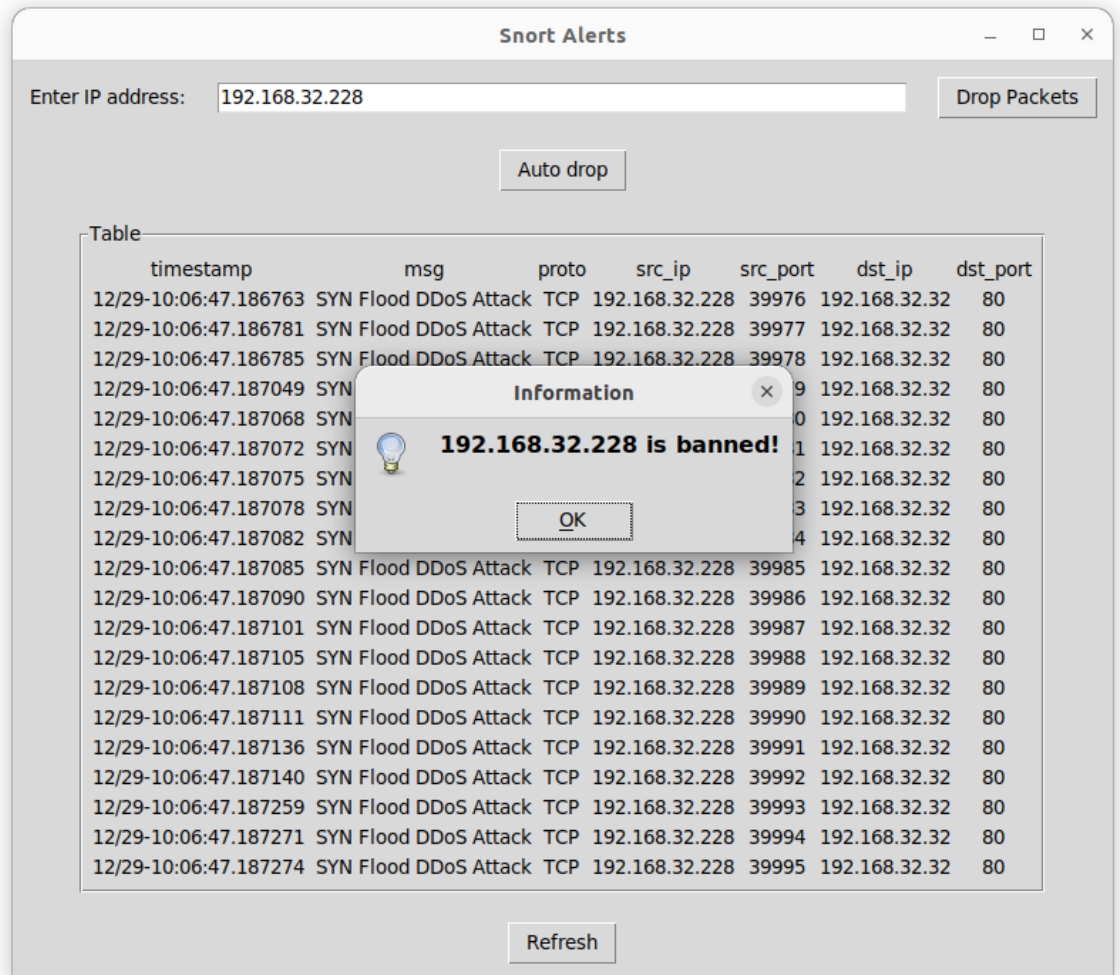 Snort Alerts
Enter IP address: 192.168.32.228 Drop Packets
Auto drop
Table
timestamp msg proto src_ip src_port dst_ip dst_port
12/29-10:06:47.186763 SYN Flood DDoS Attack TCP 192.168.32.228 39976 192.168.32.32 80
12/29-10:06:47.186781 SYN Flood DDoS Attack TCP 192.168.32.228 39977 192.168.32.32 80
12/29-10:06:47.186785 SYN Flood DDoS Attack TCP 192.168.32.228 39978 192.168.32.32 80
12/29-10:06:47.187049 SYN 9 192.168.32.32 80
12/29-10:06:47.187068 SYN 0 192.168.32.32 80
12/29-10:06:47.187072 SYN 1 192.168.32.32 80
12/29-10:06:47.187075 SYN 2 192.168.32.32 80
12/29-10:06:47.187078 SYN 3 192.168.32.32 80
12/29-10:06:47.187082 SYN 4 192.168.32.32 80
Information
192.168.32.228 is banned!
OK
12/29-10:06:47.187085 SYN Flood DDoS Attack TCP 192.168.32.228 39985 192.168.32.32 80
12/29-10:06:47.187090 SYN Flood DDoS Attack TCP 192.168.32.228 39986 192.168.32.32 80
12/29-10:06:47.187101 SYN Flood DDoS Attack TCP 192.168.32.228 39987 192.168.32.32 80
12/29-10:06:47.187105 SYN Flood DDoS Attack TCP 192.168.32.228 39988 192.168.32.32 80
12/29-10:06:47.187108 SYN Flood DDoS Attack TCP 192.168.32.228 39989 192.168.32.32 80
12/29-10:06:47.187111 SYN Flood DDoS Attack TCP 192.168.32.228 39990 192.168.32.32 80
12/29-10:06:47.187136 SYN Flood DDoS Attack TCP 192.168.32.228 39991 192.168.32.32 80
12/29-10:06:47.187140 SYN Flood DDoS Attack TCP 192.168.32.228 39992 192.168.32.32 80
12/29-10:06:47.187259 SYN Flood DDoS Attack TCP 192.168.32.228 39993 192.168.32.32 80
12/29-10:06:47.187271 SYN Flood DDoS Attack TCP 192.168.32.228 39994 192.168.32.32 80
12/29-10:06:47.187274 SYN Flood DDoS Attack TCP 192.168.32.228 39995 192.168.32.32 80
Refresh